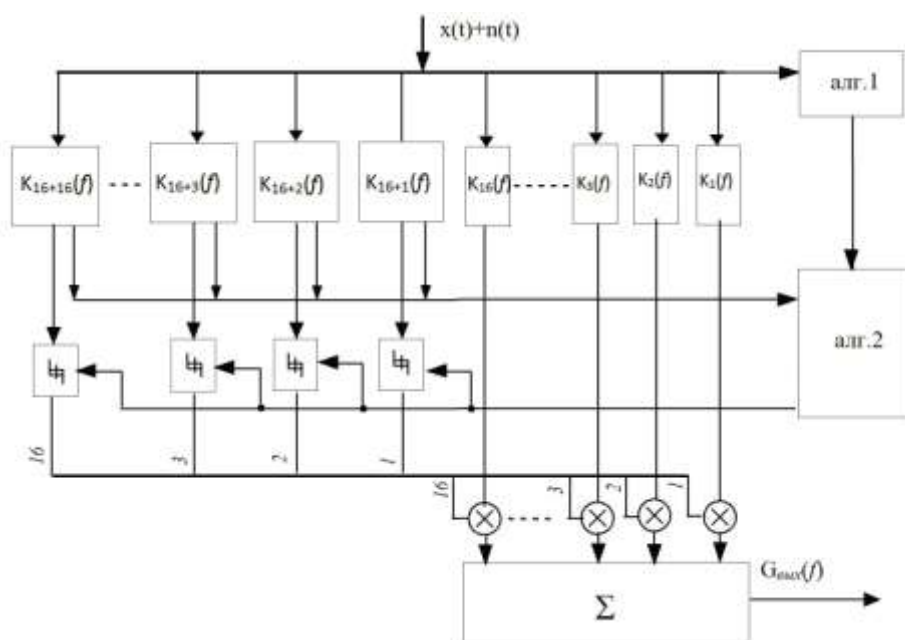 x(t)+n(t)
алг.1
K₁₆₊₁₆(f)
K₁₆₊₃(f)
K₁₆₊₂(f)
K₁₆₊₁(f)
K₁₆(f)
K₃(f)
K₂(f)
K₁(f)
алг.2
16
3
2
1
16
3
2
1
Σ
Gвых(f)